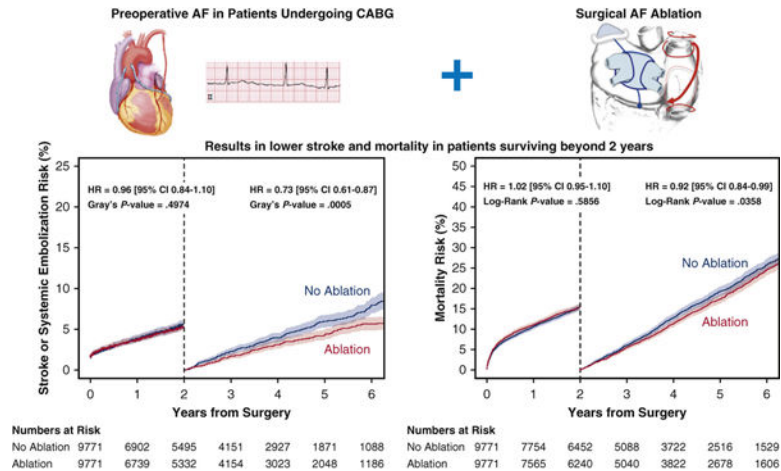 Preoperative AF in Patients Undergoing CABG
Surgical AF Ablation
II
+
Results in lower stroke and mortality in patients surviving beyond 2 years
Stroke or Systemic Embolization Risk (%)
25
20
15
10
5
0
HR = 0.96 [95% CI 0.84-1.10]
Gray's P-value = .4974
HR = 0.73 [95% CI 0.61-0.87]
Gray's P-value = .0005
No Ablation
Ablation
0 1 2 3 4 5 6
Years from Surgery
Numbers at Risk
No Ablation 9771 6902 5495 4151 2927 1871 1088
Ablation 9771 6739 5332 4154 3023 2048 1186
Mortality Risk (%)
50
45
40
35
30
25
20
15
10
5
0
HR = 1.02 [95% CI 0.95-1.10]
Log-Rank P-value = .5856
HR = 0.92 [95% CI 0.84-0.99]
Log-Rank P-value = .0358
No Ablation
Ablation
0 1 2 3 4 5 6
Years from Surgery
Numbers at Risk
No Ablation 9771 7754 6452 5088 3722 2516 1529
Ablation 9771 7565 6240 5040 3822 2678 1606